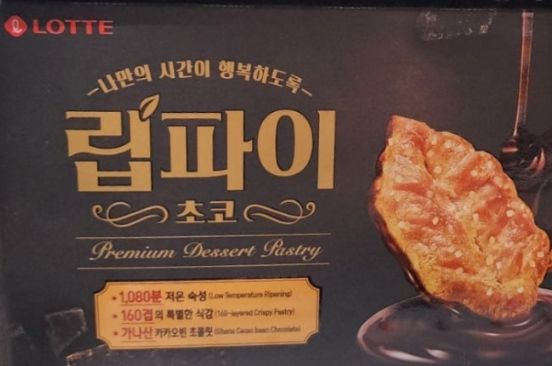 LOTTE
나만의 시간이 행복하도록
립파이
초코
Premium Dessert Pastry
• 1,080분 저온 숙성 (Low Temperature Ripening)
• 160겹의 특별한 식감 (160-layered Crispy Pastry)
• 가나산 카카오빈 초콜릿 (Ghana Cacao bean Chocolate)